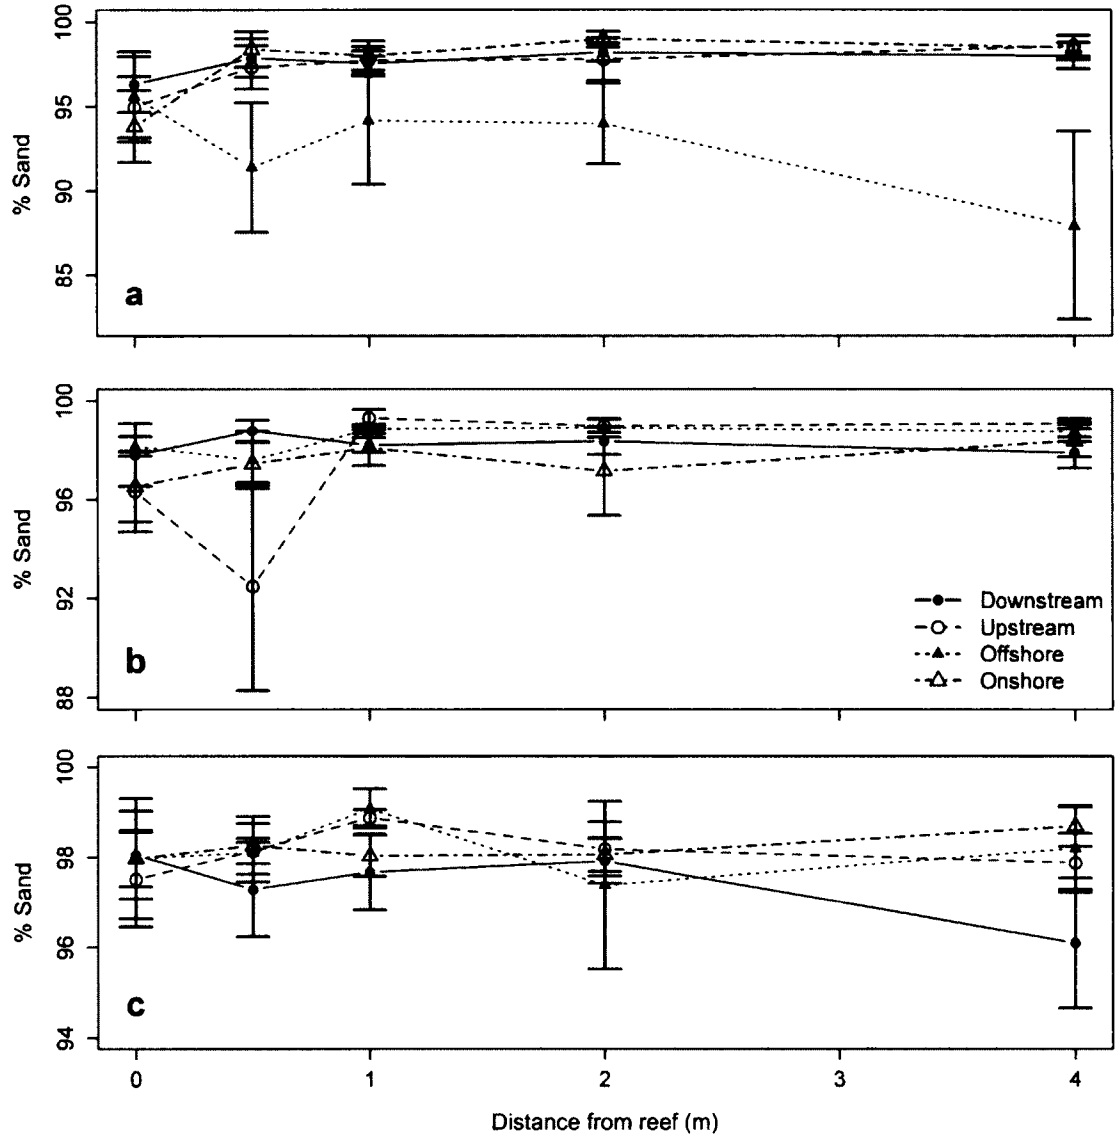 100
95
90
85
% Sand
a
100
96
92
88
% Sand
b
Downstream
Upstream
Offshore
Onshore
100
98
96
94
% Sand
c
0
1
2
3
4
Distance from reef (m)